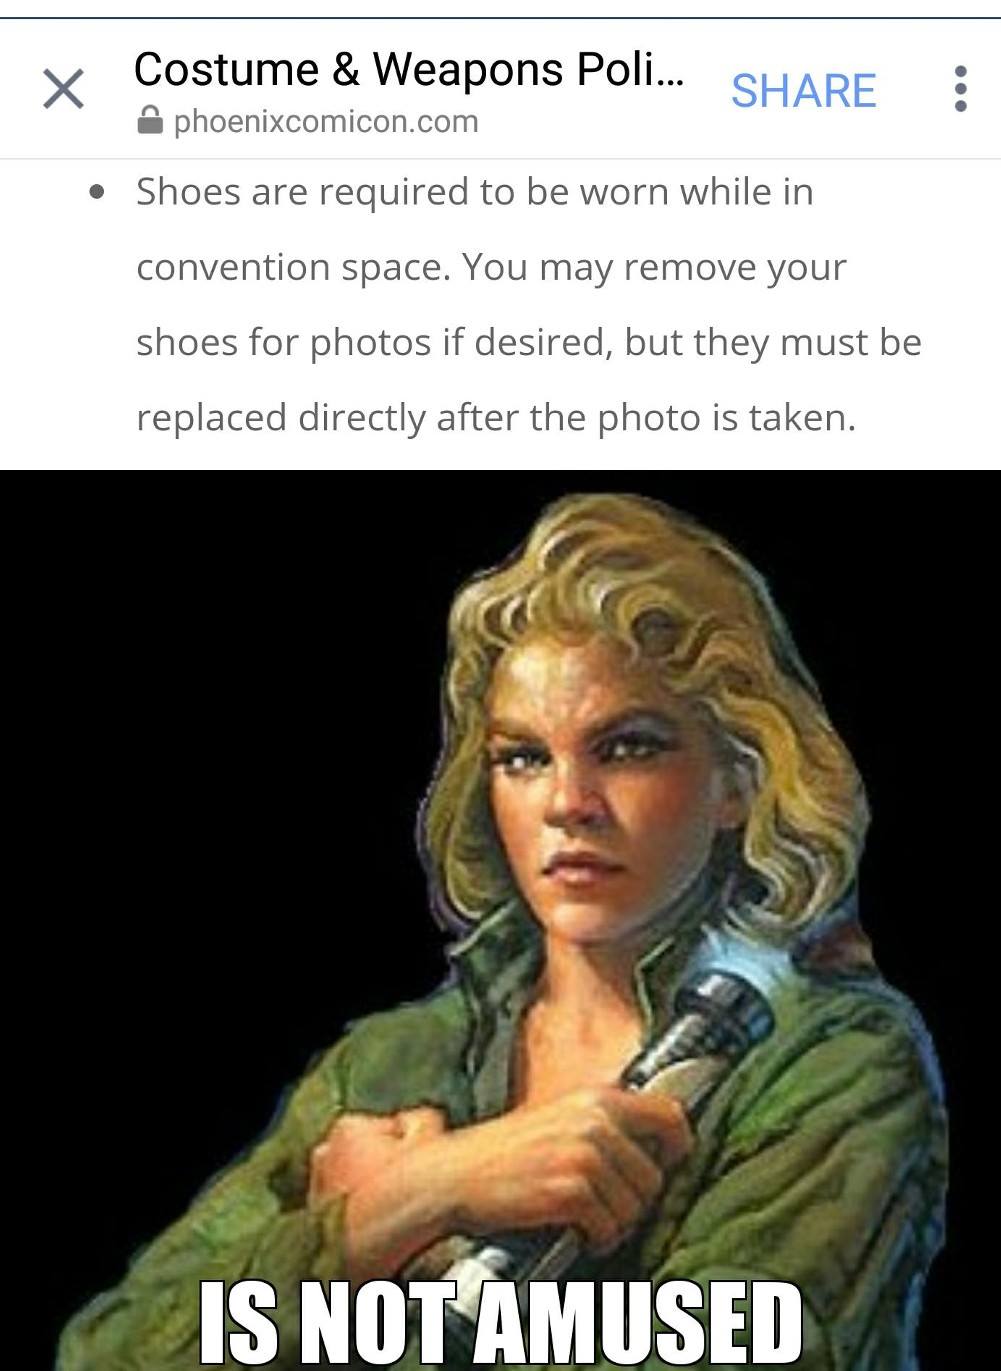 Costume & Weapons Poli...
SHARE
phoenixcomicon.com
• Shoes are required to be worn while in
convention space. You may remove your
shoes for photos if desired, but they must be
replaced directly after the photo is taken.
IS NOT AMUSED